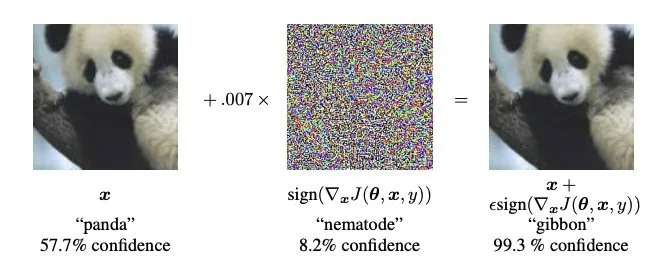 + .007 ×
=
x
sign(∇ₓJ(θ, x, y))
x +
ϵsign(∇ₓJ(θ, x, y))
“panda”
“nematode”
“gibbon”
57.7% confidence
8.2% confidence
99.3 % confidence